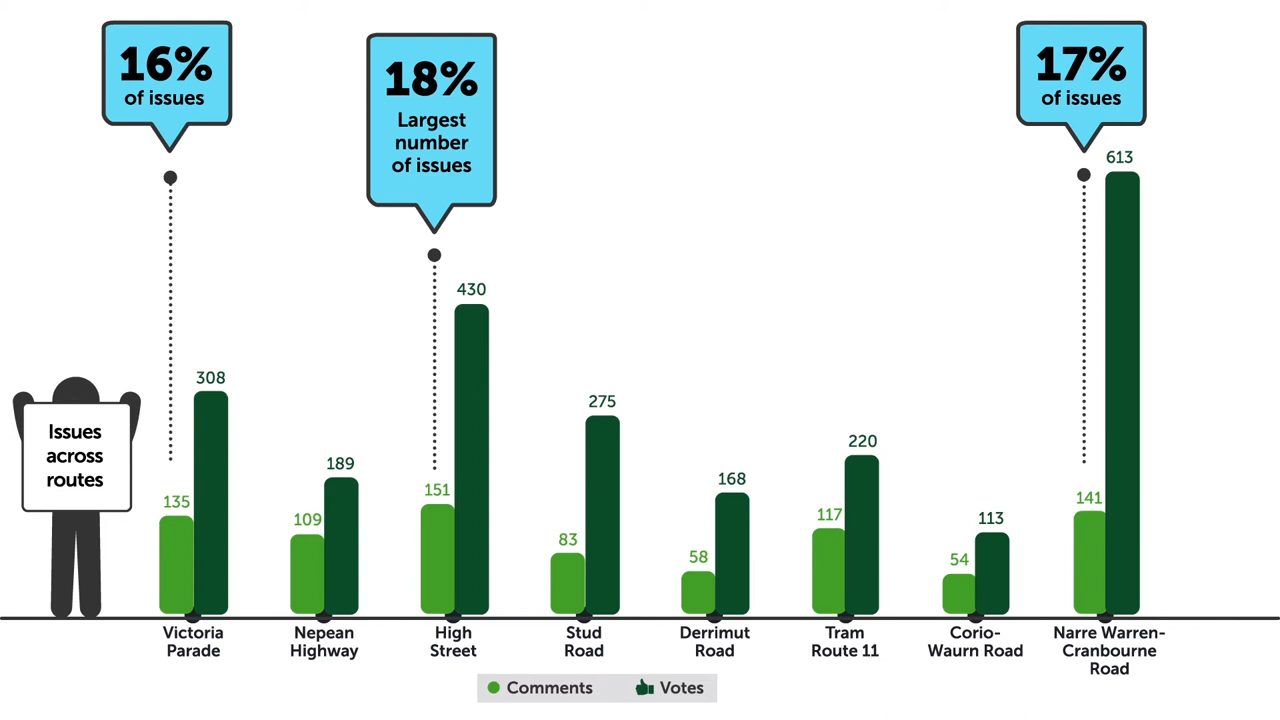 16%
of issues
18%
Largest
number
of issues
17%
of issues
613
430
308
275
189
220
168
151
135
141
109
117
113
83
58
54
Issues
across
routes
Victoria
Parade
Nepean
Highway
High
Street
Stud
Road
Derrimut
Road
Tram
Route 11
Corio-
Waurn Road
Narre Warren-
Cranbourne
Road
Comments
Votes